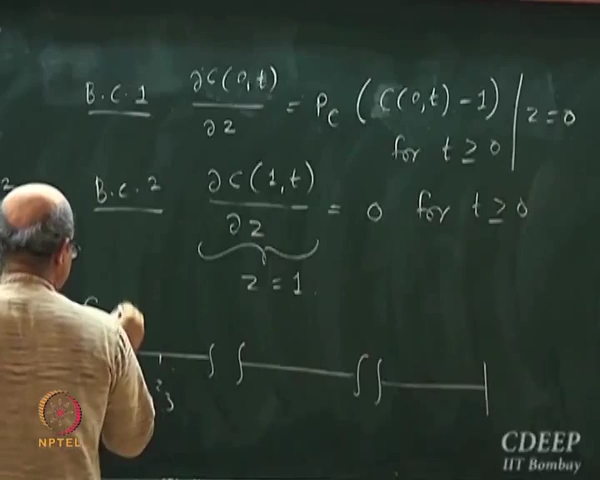 B.C.1 ∂C(0,t)/∂z = Pc (C(0,t) - 1) | z=0
for t ≥ 0
B.C.2 ∂C(1,t)/∂z = 0 for t ≥ 0
z = 1
NPTEL
CDEEP
IIT Bombay